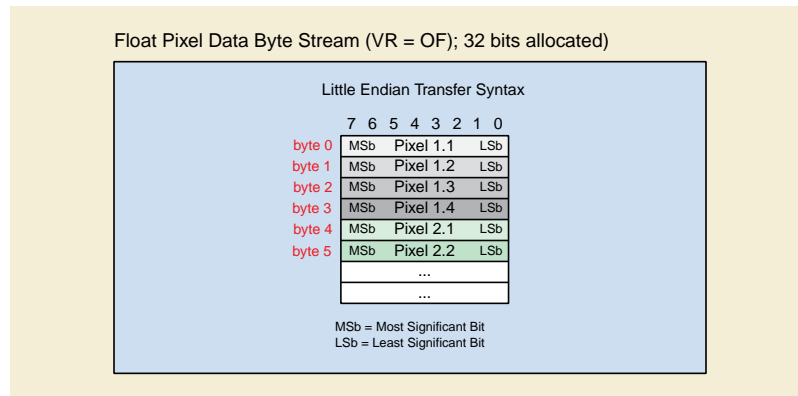 Float Pixel Data Byte Stream (VR = OF); 32 bits allocated)
Little Endian Transfer Syntax
7 6 5 4 3 2 1 0
byte 0 MSb Pixel 1.1 LSb
byte 1 MSb Pixel 1.2 LSb
byte 2 MSb Pixel 1.3 LSb
byte 3 MSb Pixel 1.4 LSb
byte 4 MSb Pixel 2.1 LSb
byte 5 MSb Pixel 2.2 LSb
...
...
MSb = Most Significant Bit
LSb = Least Significant Bit